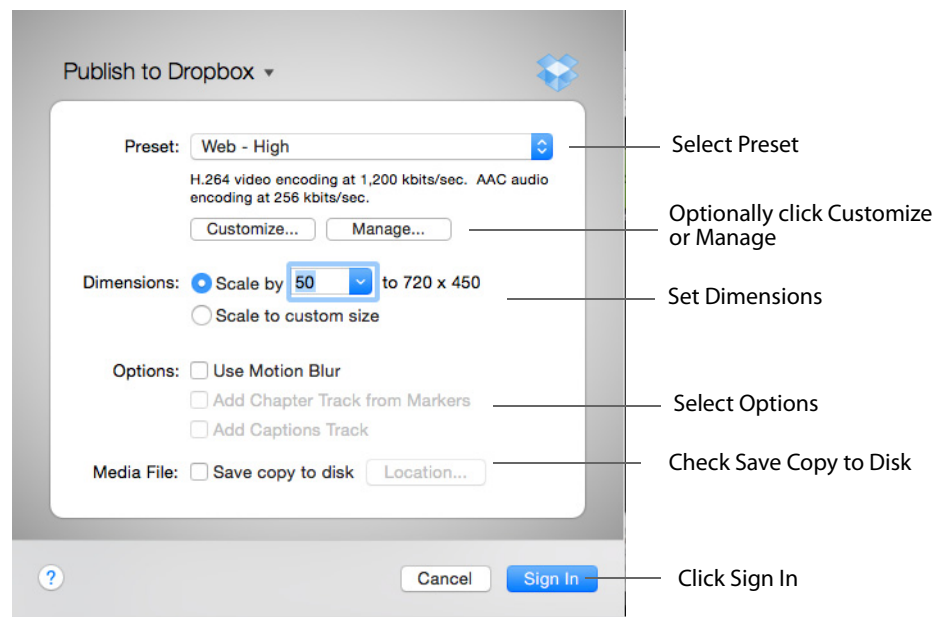 Publish to Dropbox
Preset: Web - High
Select Preset
H.264 video encoding at 1,200 kbits/sec. AAC audio
encoding at 256 kbits/sec.
Customize... Manage...
Optionally click Customize
or Manage
Dimensions: Scale by 50 to 720 x 450
Set Dimensions
Scale to custom size
Options: Use Motion Blur
Add Chapter Track from Markers
Select Options
Add Captions Track
Media File: Save copy to disk Location...
Check Save Copy to Disk
? Cancel Sign In
Click Sign In